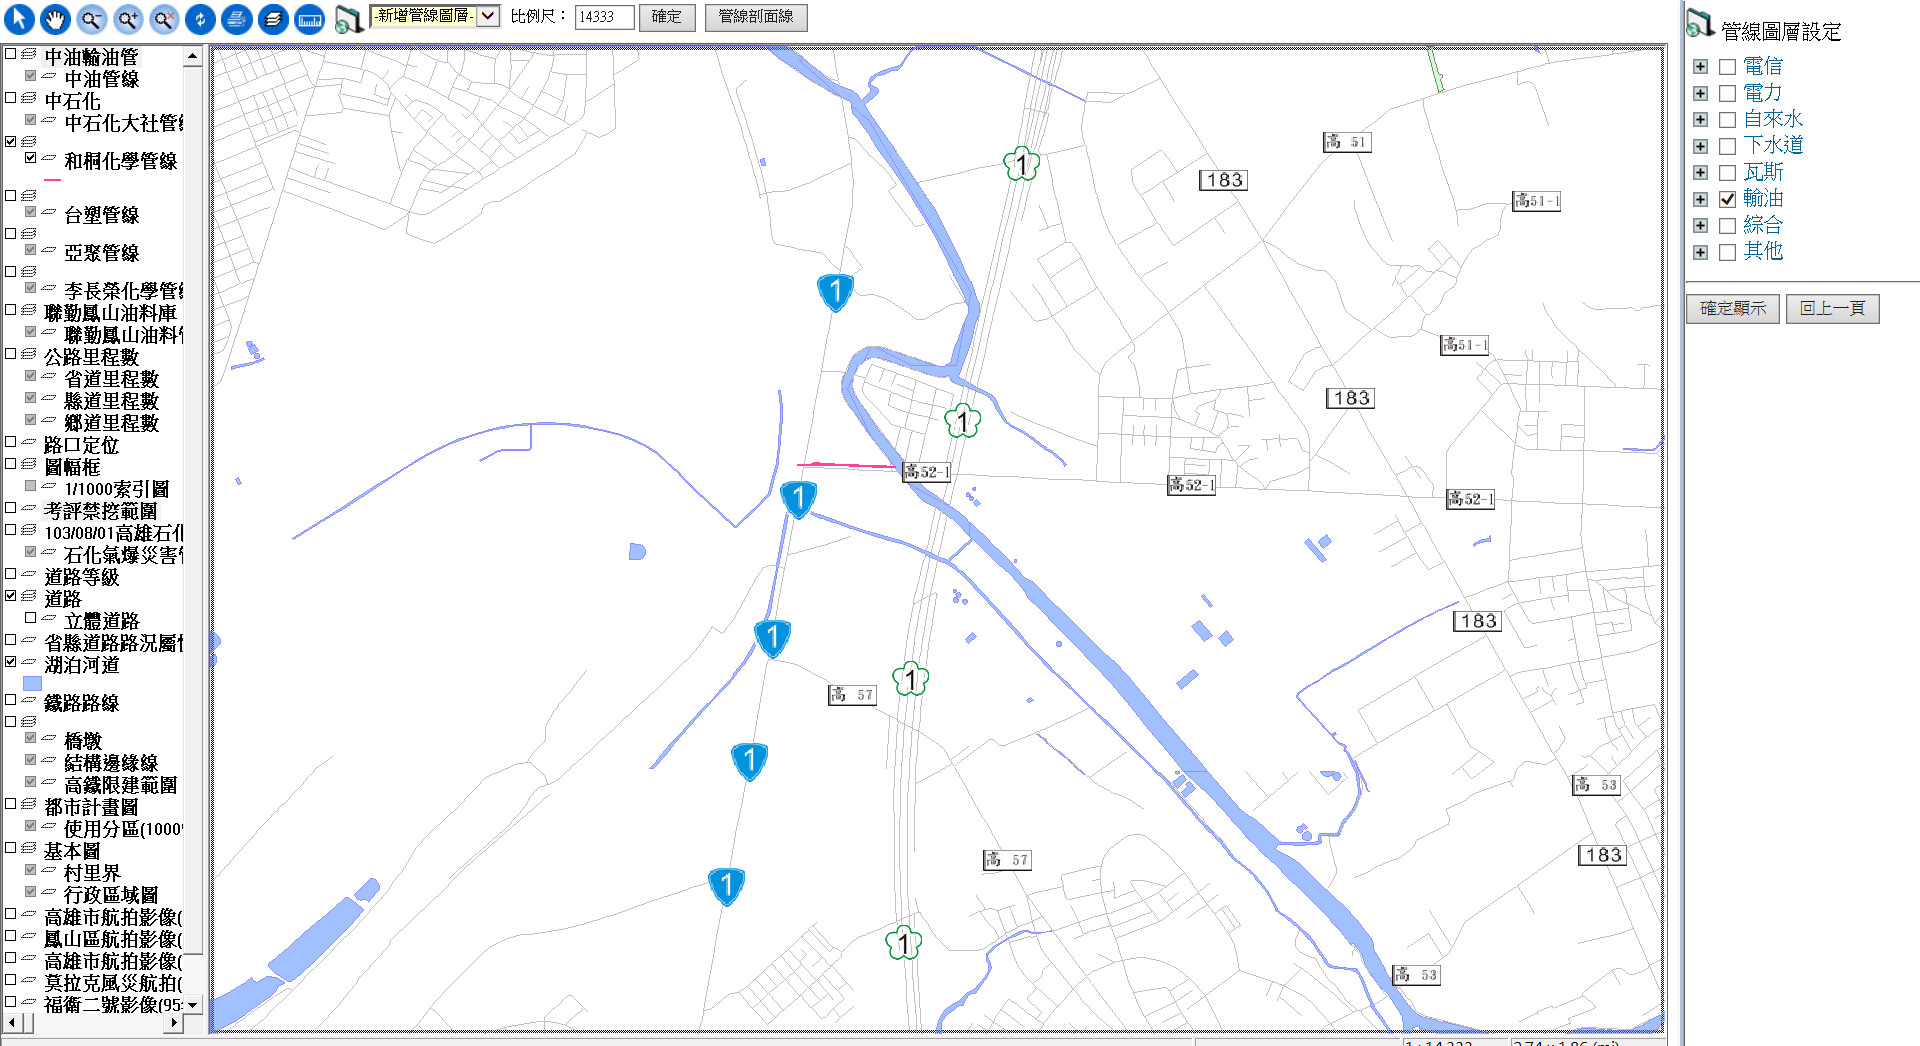 -新增管線圖層-
比例尺：
14333
確定
管線剖面線
中油輸油管
中油管線
中石化
中石化大社管線
和桐化學管線
台塑管線
亞聚管線
李長榮化學管
聯勤鳳山油料庫
聯勤鳳山油料
公路里程數
省道里程數
縣道里程數
鄉道里程數
路口定位
圖幅框
1/1000索引圖
考評禁挖範圍
103/08/01高雄石化
石化氣爆災害
道路等級
道路
立體道路
省縣道路路況屬性
湖泊河道
鐵路路線
橋墩
結構邊緣線
高鐵限建範圍
都市計畫圖
使用分區(1000
基本圖
村里界
行政區域圖
高雄市航拍影像(
鳳山區航拍影像(
高雄市航拍影像(
莫拉克風災航拍(
福衛二號影像(95
高 51
1
183
高51-1
1
高51-1
183
1
高52-1
高52-1
高52-1
1
183
1
1
高 57
1
高 53
183
高 57
1
1
高 53
1 : 14,333
2.74 x 1.86 (mi)
管線圖層設定
電信
電力
自來水
下水道
瓦斯
輸油
綜合
其他
確定顯示
回上一頁